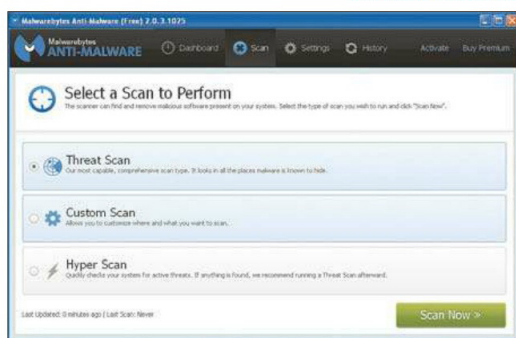 Malwarebytes Anti-Malware (Free) 2.0.3.1025
Malwarebytes
ANTI-MALWARE
Dashboard Scan Settings History Activate Buy Premium
Select a Scan to Perform
The scanner can find and remove malicious software present on your system. Select the type of scan you wish to run and click "Scan Now".
Threat Scan
Our most capable, comprehensive scan type. It looks in all the places malware is known to hide.
Custom Scan
Allows you to customize where and what you want to scan.
Hyper Scan
Quickly checks your system for active threats. If anything is found, we recommend running a Threat Scan afterward.
Last Updated: 0 minutes ago | Last Scan: Never
Scan Now »